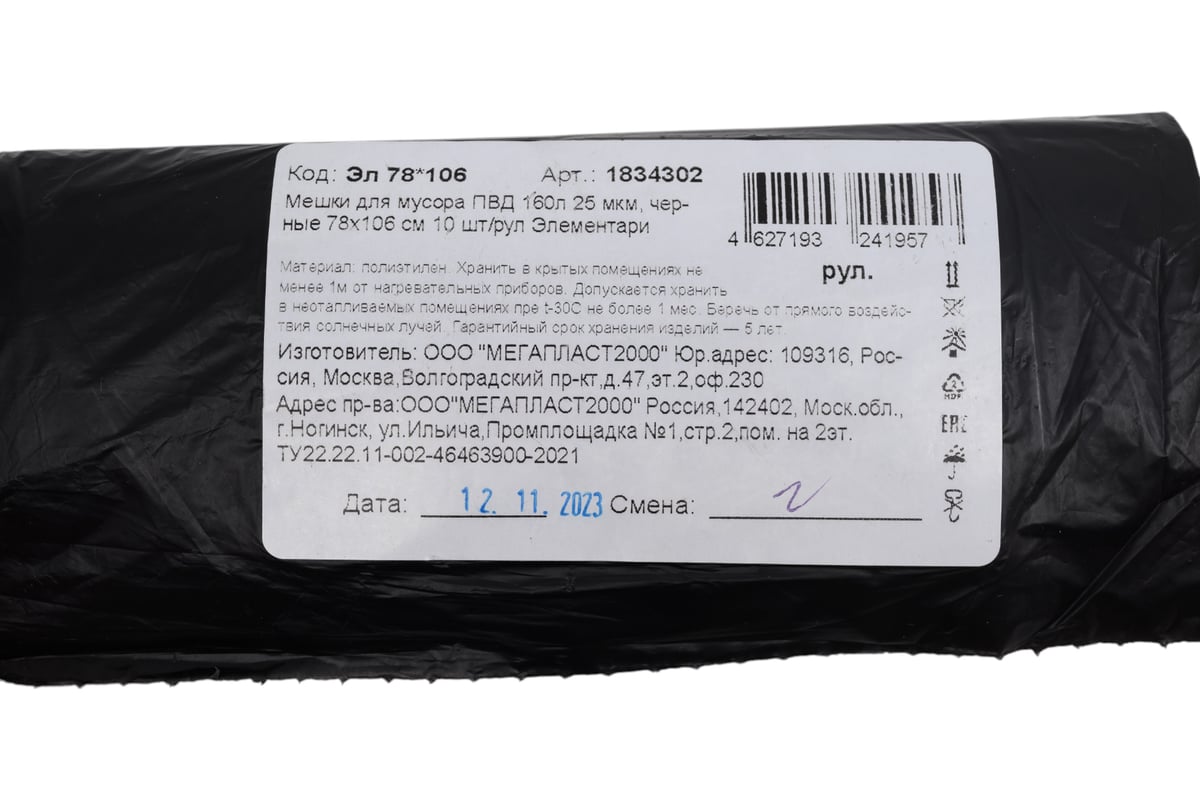 Код: Эл 78*106 Арт.: 1834302
Мешки для мусора ПВД 160л 25 мкм, чер-
ные 78х106 см 10 шт/рул Элементари
4 627193 241957
рул.
Материал: полиэтилен. Хранить в крытых помещениях не
менее 1м от нагревательных приборов. Допускается хранить
в неотапливаемых помещениях пре t-30С не более 1 мес. Беречь от прямого воздейс-
твия солнечных лучей. Гарантийный срок хранения изделий — 5 лет.
Изготовитель: ООО "МЕГАПЛАСТ2000" Юр.адрес: 109316, Рос-
сия, Москва,Волгоградский пр-кт,д.47,эт.2,оф.230
Адрес пр-ва:ООО"МЕГАПЛАСТ2000" Россия,142402, Моск.обл.,
г.Ногинск, ул.Ильича,Промплощадка №1,стр.2,пом. на 2эт.
ТУ22.22.11-002-46463900-2021
Дата: 12. 11. 2023 Смена: 2
2
HDPE
EAC